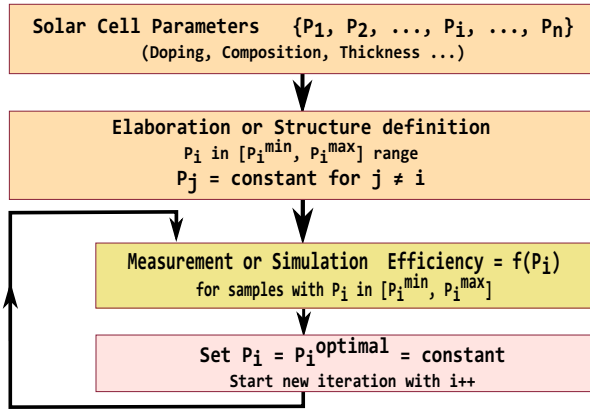 Solar Cell Parameters {P₁, P₂, ..., Pᵢ, ..., Pₙ}
(Doping, Composition, Thickness ...)
Elaboration or Structure definition
Pᵢ in [Pᵢᵐⁱⁿ, Pᵢᵐᵃˣ] range
Pⱼ = constant for j ≠ i
Measurement or Simulation Efficiency = f(Pᵢ)
for samples with Pᵢ in [Pᵢᵐⁱⁿ, Pᵢᵐᵃˣ]
Set Pᵢ = Pᵢᵒᵖᵗⁱᵐᵃˡ = constant
Start new iteration with i++